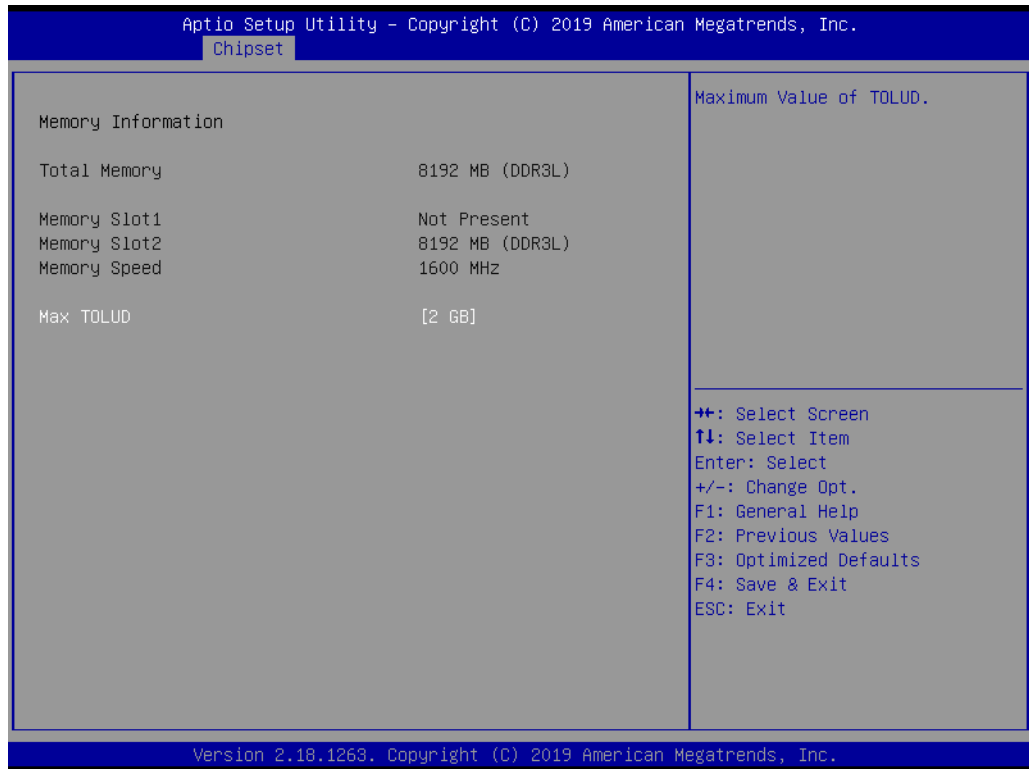 Aptio Setup Utility – Copyright (C) 2019 American Megatrends, Inc.
Chipset
Memory Information
Total Memory 8192 MB (DDR3L)
Memory Slot1 Not Present
Memory Slot2 8192 MB (DDR3L)
Memory Speed 1600 MHz
Max TOLUD [2 GB]
Maximum Value of TOLUD.
→←: Select Screen
↑↓: Select Item
Enter: Select
+/-: Change Opt.
F1: General Help
F2: Previous Values
F3: Optimized Defaults
F4: Save & Exit
ESC: Exit
Version 2.18.1263. Copyright (C) 2019 American Megatrends, Inc.